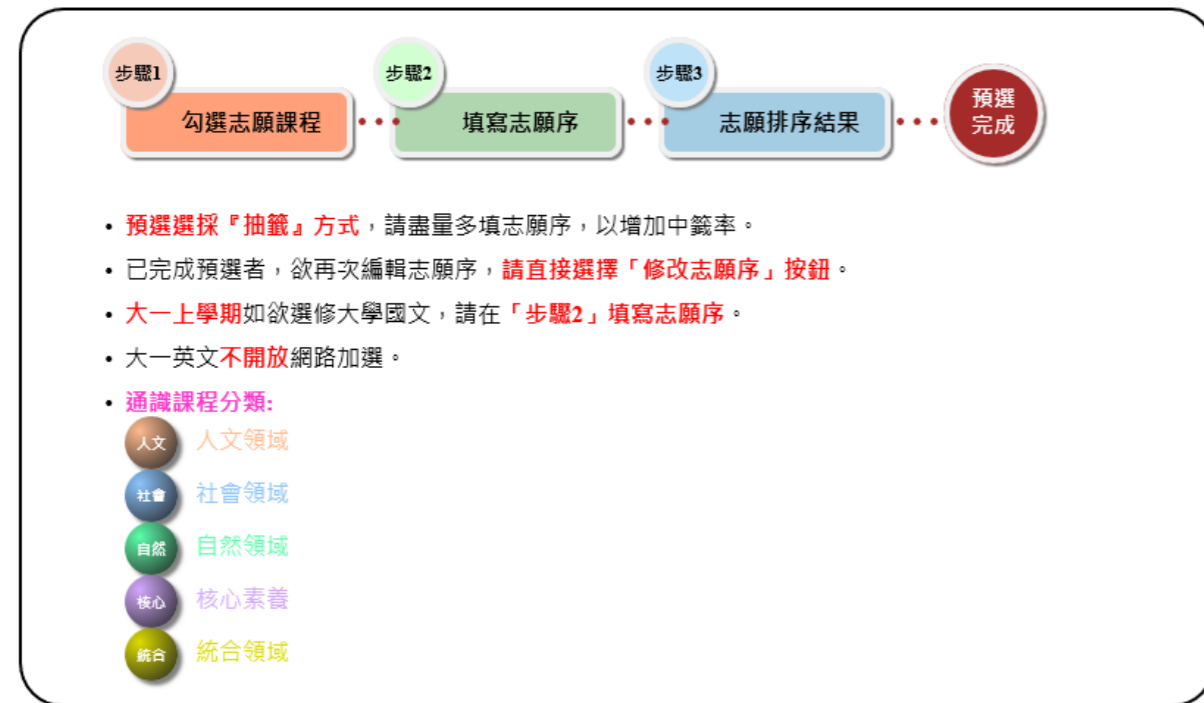 步驟1
勾選志願課程
步驟2
填寫志願序
步驟3
志願排序結果
預選
完成
• 預選選採『抽籤』方式，請盡量多填志願序，以增加中籤率。
• 已完成預選者，欲再次編輯志願序，請直接選擇「修改志願序」按鈕。
• 大一上學期如欲選修大學國文，請在「步驟2」填寫志願序。
• 大一英文不開放網路加選。
• 通識課程分類:
人文 人文領域
社會 社會領域
自然 自然領域
核心 核心素養
統合 統合領域